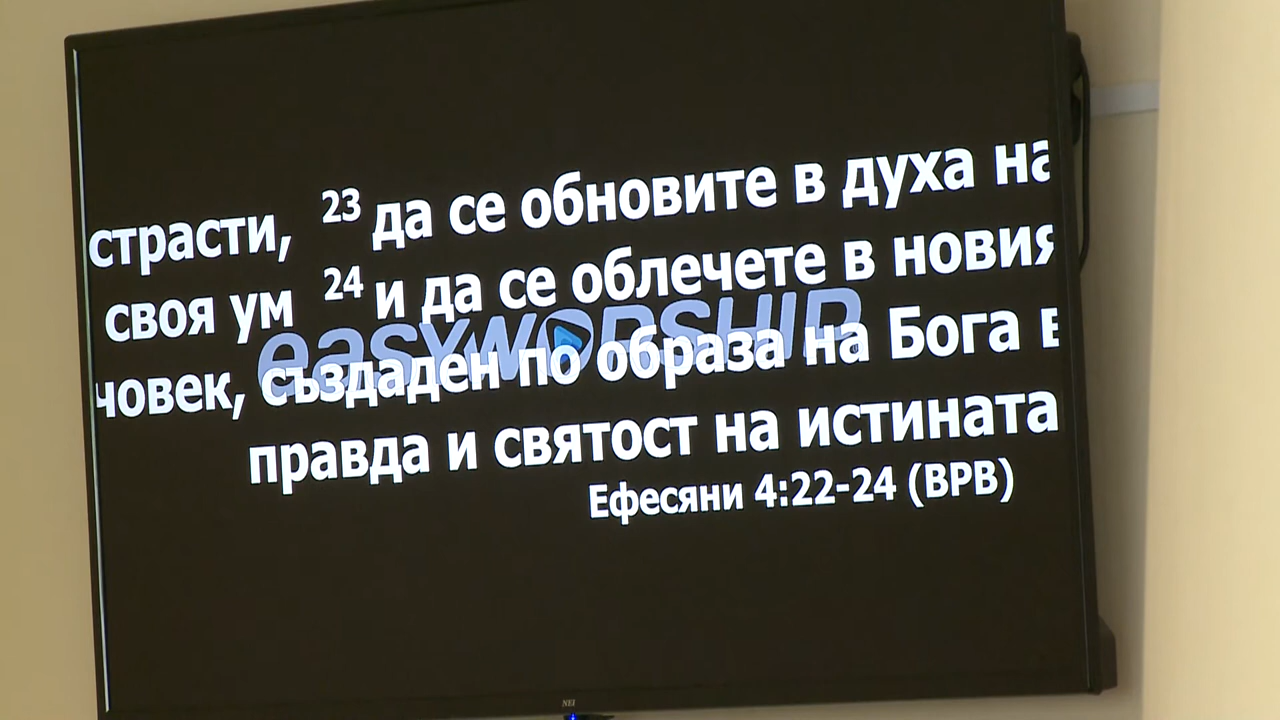 страсти, 23 да се обновите в духа на
своя ум 24 и да се облечете в новия
човек, създаден по образа на Бога в
правда и святост на истината
Ефесяни 4:22-24 (ВРВ)
easyworship
NEI